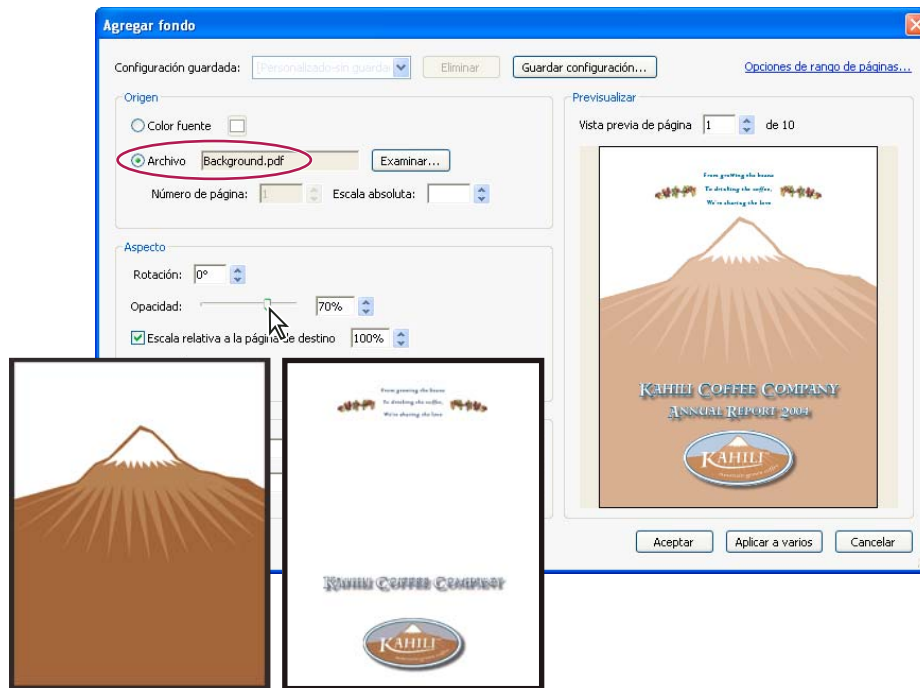 Agregar fondo
Configuración guardada: [Personalizado-sin guardar Eliminar Guardar configuración... Opciones de rango de páginas...
Origen
Color fuente
Archivo Background.pdf Examinar...
Número de página: 1 Escala absoluta:
Aspecto
Rotación: 0°
Opacidad: 70%
Escala relativa a la página de destino 100%
Previsualizar
Vista previa de página 1 de 10
From growing the beans
To drinking the coffee,
We're sharing the love
KAHILI COFFEE COMPANY
ANNUAL REPORT 2004
KAHILI
Aceptar Aplicar a varios Cancelar
From growing the beans
To drinking the coffee,
We're sharing the love
KAHILI COFFEE COMPANY
KAHILI